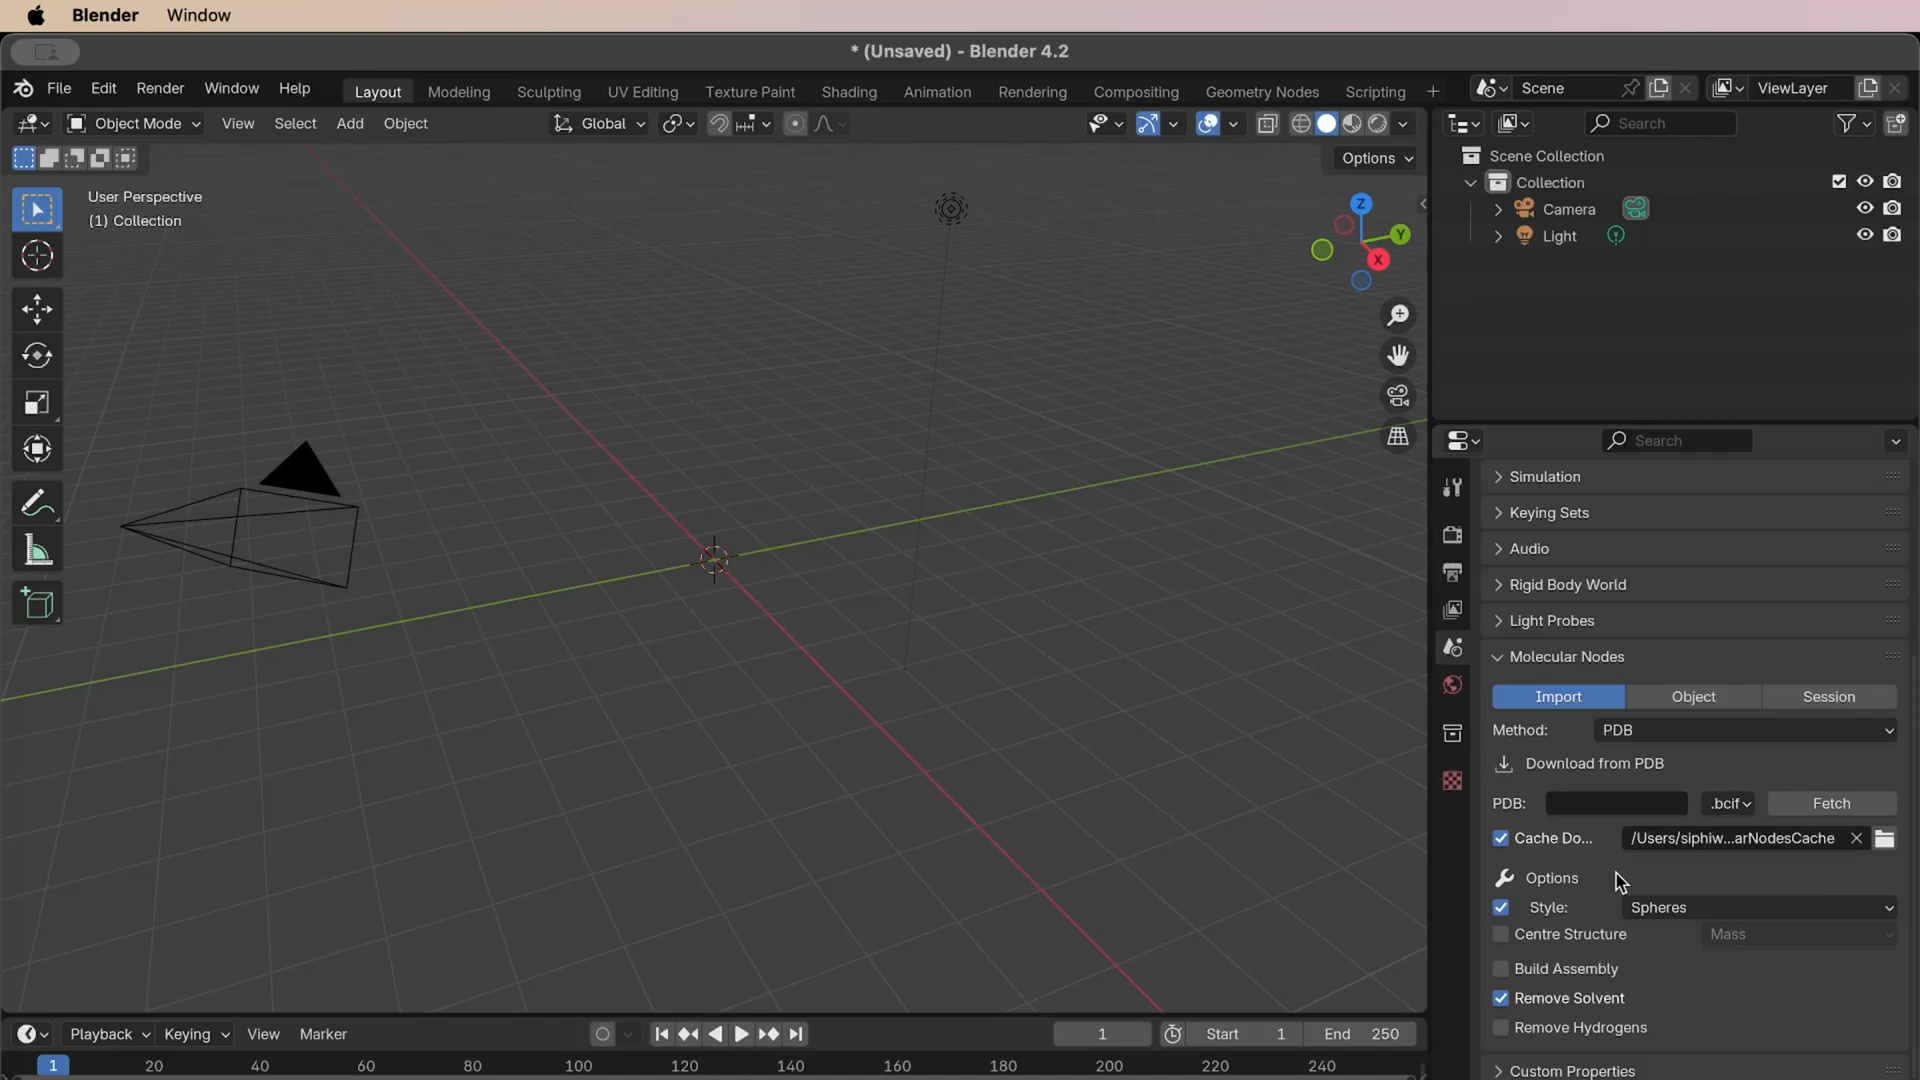 Blender Window
* (Unsaved) - Blender 4.2
File Edit Render Window Help Layout Modeling Sculpting UV Editing Texture Paint Shading Animation Rendering Compositing Geometry Nodes Scripting + Scene ViewLayer
Object Mode View Select Add Object Global Search
Options
User Perspective
(1) Collection
Z
Y
X
Scene Collection
Collection
Camera
Light
Search
Simulation
Keying Sets
Audio
Rigid Body World
Light Probes
Molecular Nodes
Import Object Session
Method: PDB
Download from PDB
PDB: .bcif Fetch
Cache Do... /Users/siphiw...arNodesCache
Options
Style: Spheres
Centre Structure Mass
Build Assembly
Remove Solvent
Remove Hydrogens
Custom Properties
Playback Keying View Marker 1 Start 1 End 250
1 20 40 60 80 100 120 140 160 180 200 220 240